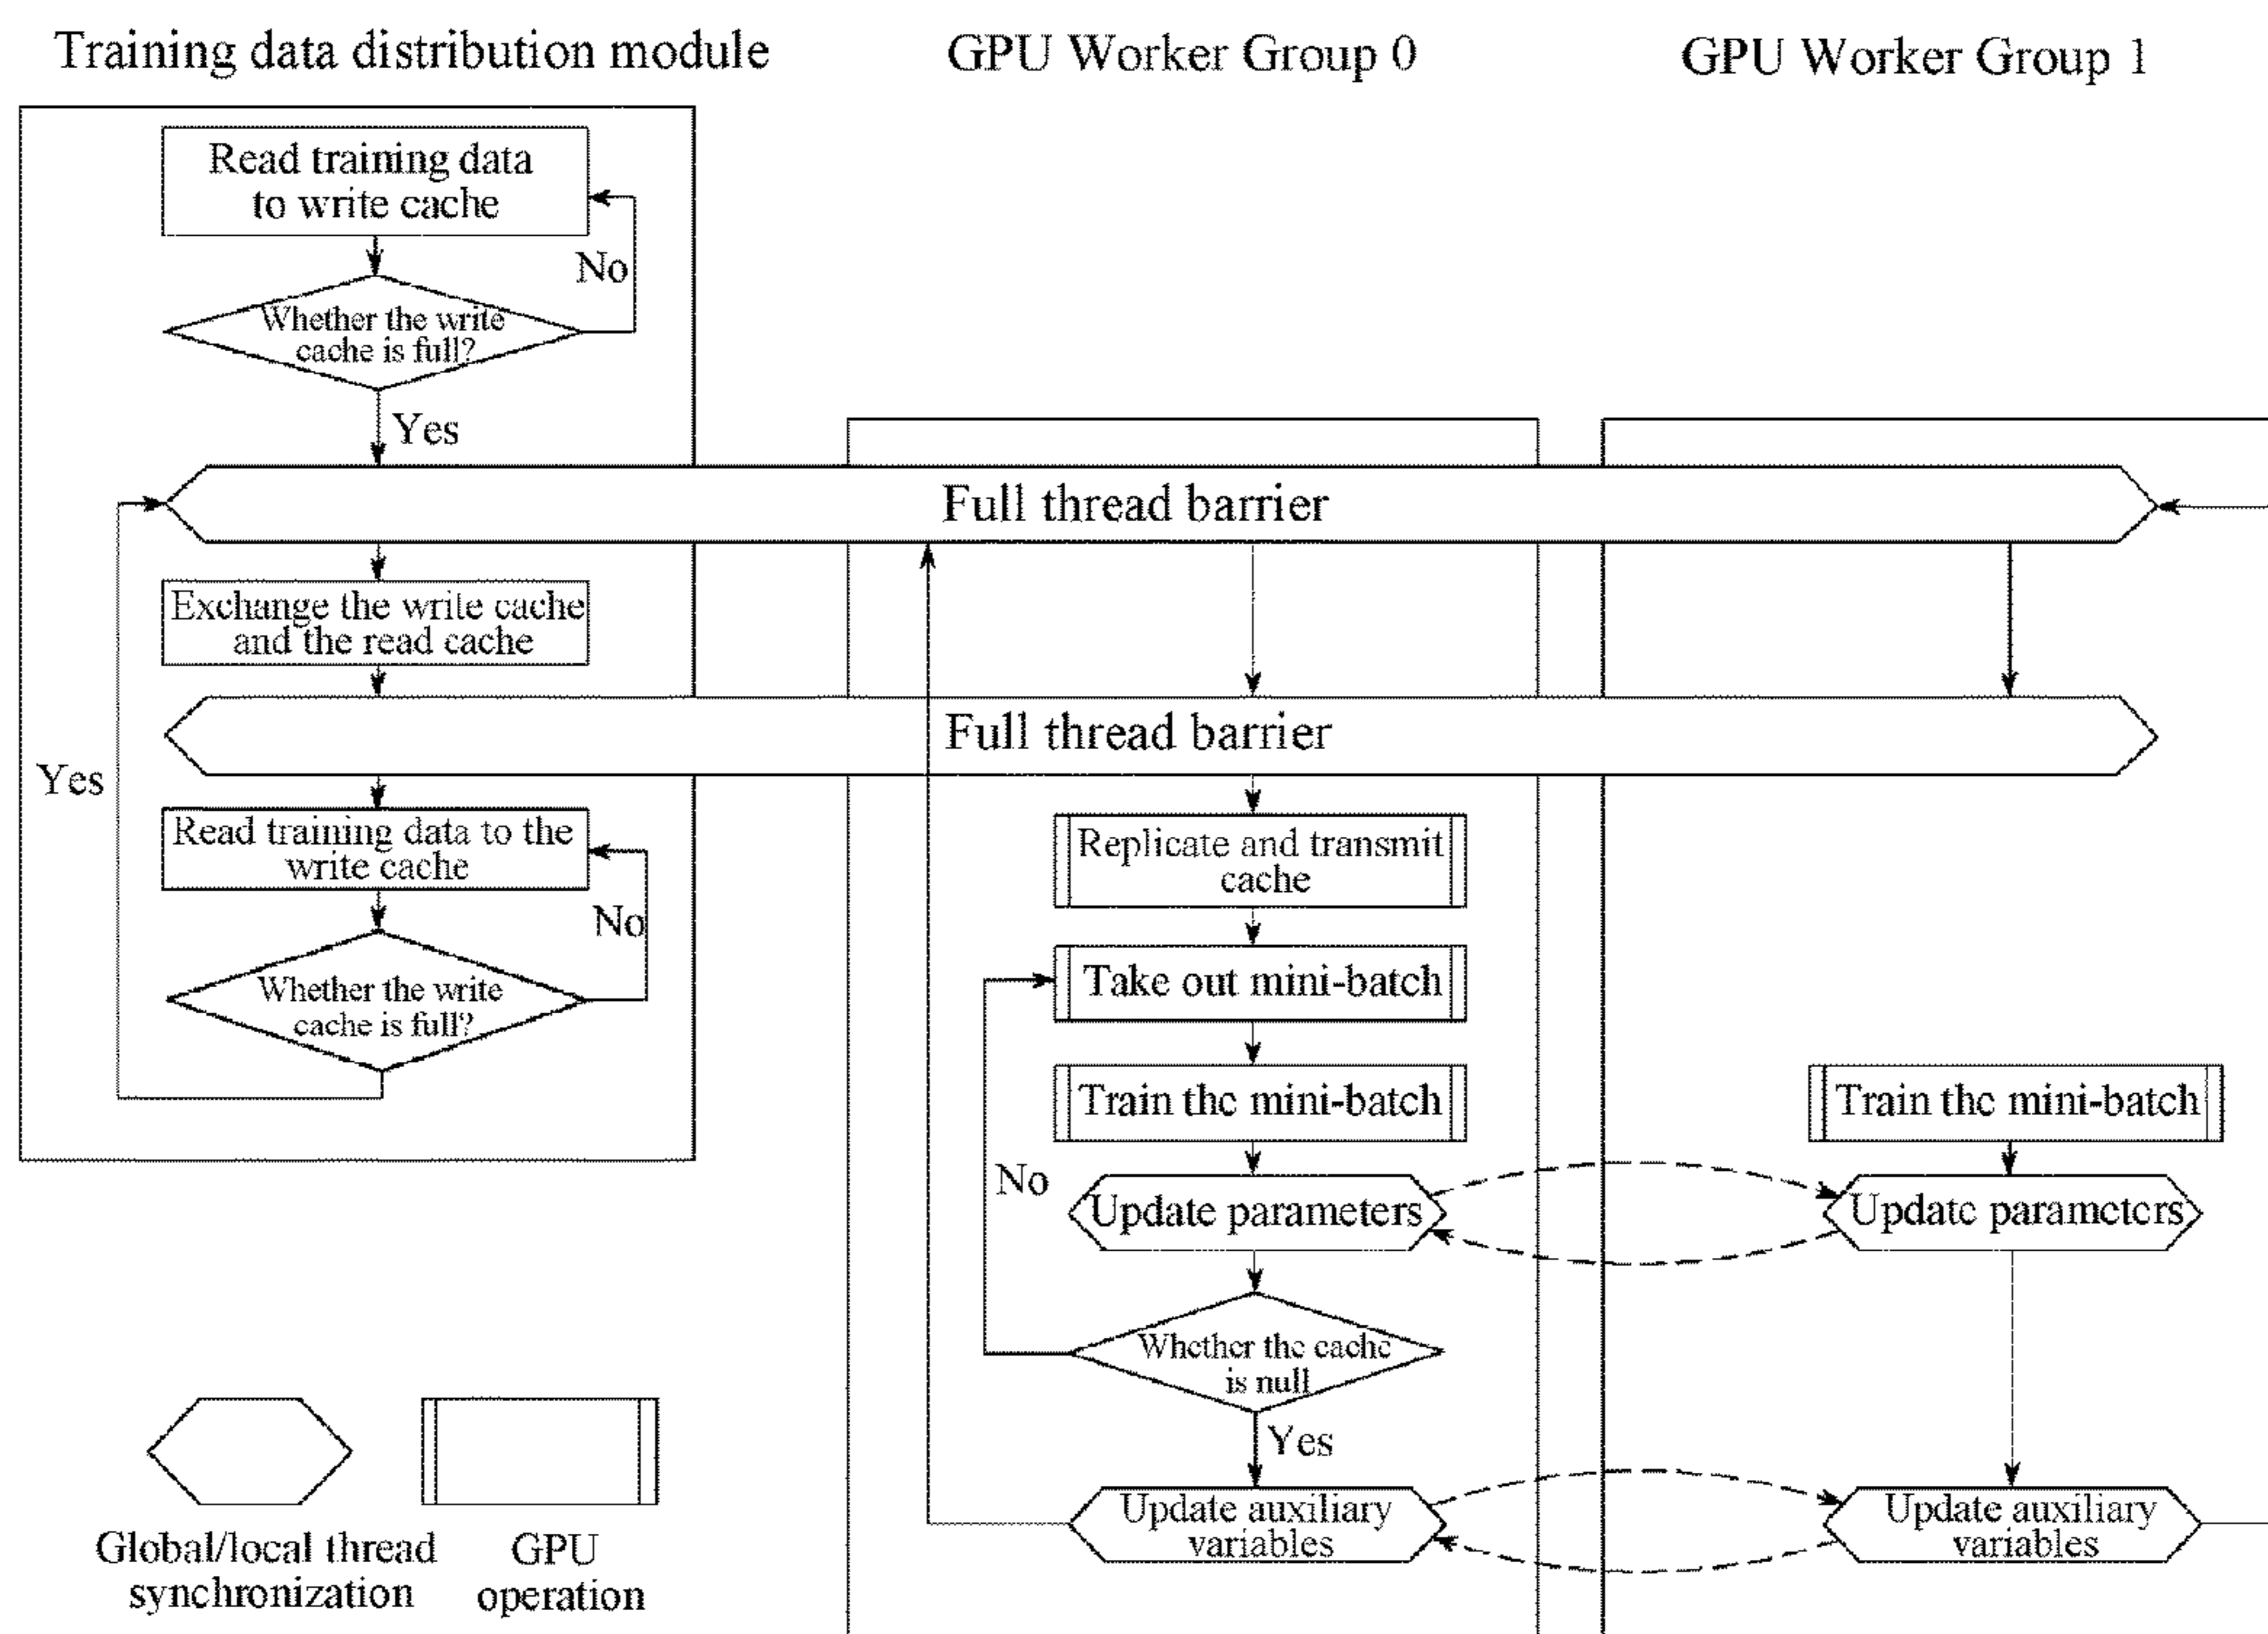 Training data distribution module
GPU Worker Group 0
GPU Worker Group 1
Read training data
to write cache
No
Whether the write
cache is full?
Yes
Full thread barrier
Exchange the write cache
and the read cache
Full thread barrier
Yes
Read training data to the
write cache
No
Whether the write
cache is full?
Replicate and transmit
cache
Take out mini-batch
Train the mini-batch
Train the mini-batch
No
Update parameters
Update parameters
Whether the cache
is null
Yes
Update auxiliary
variables
Update auxiliary
variables
Global/local thread
synchronization
GPU
operation